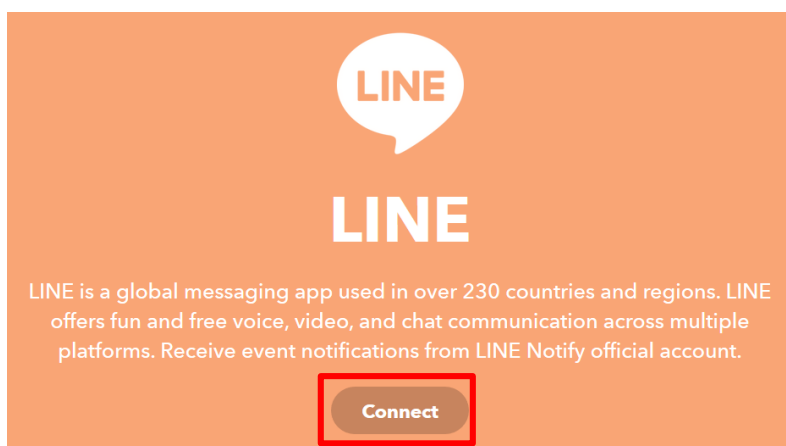 LINE
LINE
LINE is a global messaging app used in over 230 countries and regions. LINE
offers fun and free voice, video, and chat communication across multiple
platforms. Receive event notifications from LINE Notify official account.
Connect